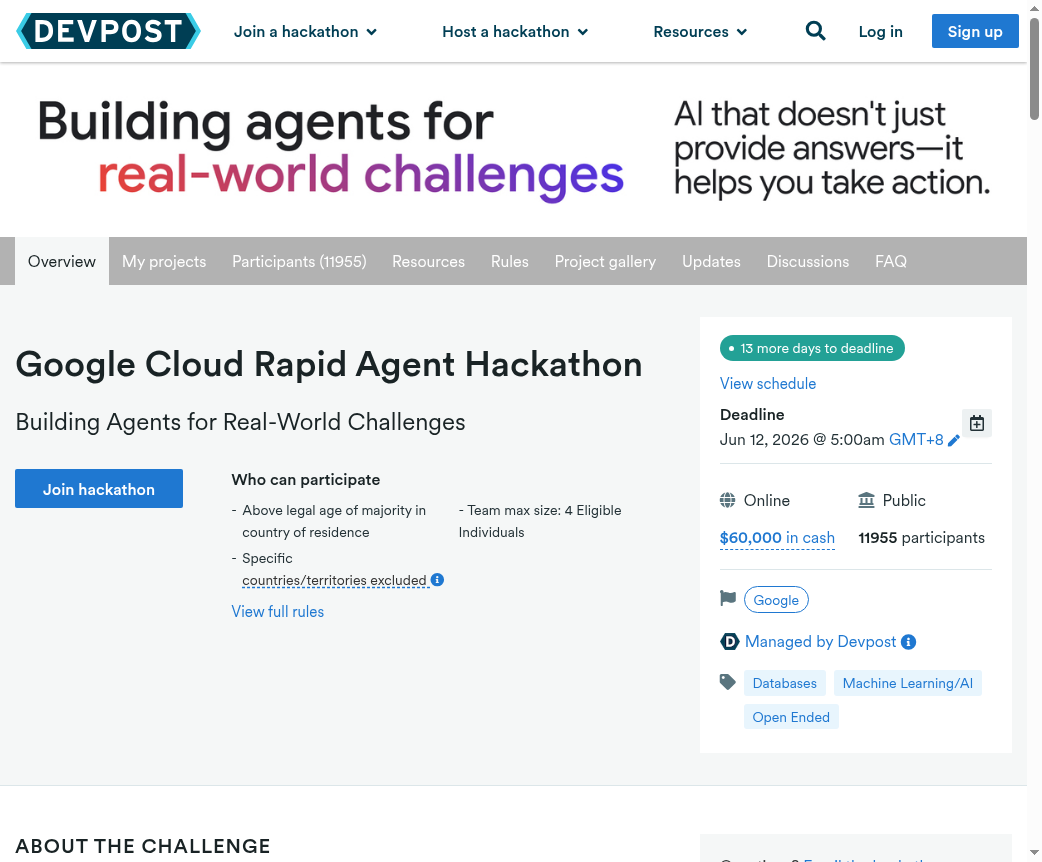 DEVPOST
Join a hackathon
Host a hackathon
Resources
Log in
Sign up
Building agents for
real-world challenges
AI that doesn't just
provide answers—it
helps you take action.
Overview
My projects
Participants (11955)
Resources
Rules
Project gallery
Updates
Discussions
FAQ
Google Cloud Rapid Agent Hackathon
Building Agents for Real-World Challenges
Join hackathon
Who can participate
- Above legal age of majority in
country of residence
- Specific
countries/territories excluded
- Team max size: 4 Eligible
Individuals
View full rules
13 more days to deadline
View schedule
Deadline
Jun 12, 2026 @ 5:00am GMT+8
Online
Public
$60,000 in cash
11955 participants
Google
Managed by Devpost
Databases
Machine Learning/AI
Open Ended
ABOUT THE CHALLENGE